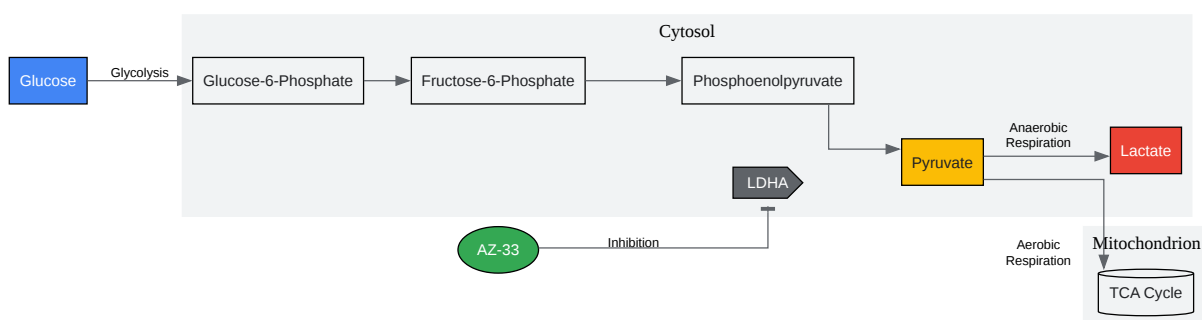 Cytosol
Glucose
Glycolysis
Glucose-6-Phosphate
Fructose-6-Phosphate
Phosphoenolpyruvate
Anaerobic
Respiration
Lactate
Pyruvate
LDHA
AZ-33
Inhibition
Aerobic
Respiration
Mitochondrion
TCA Cycle